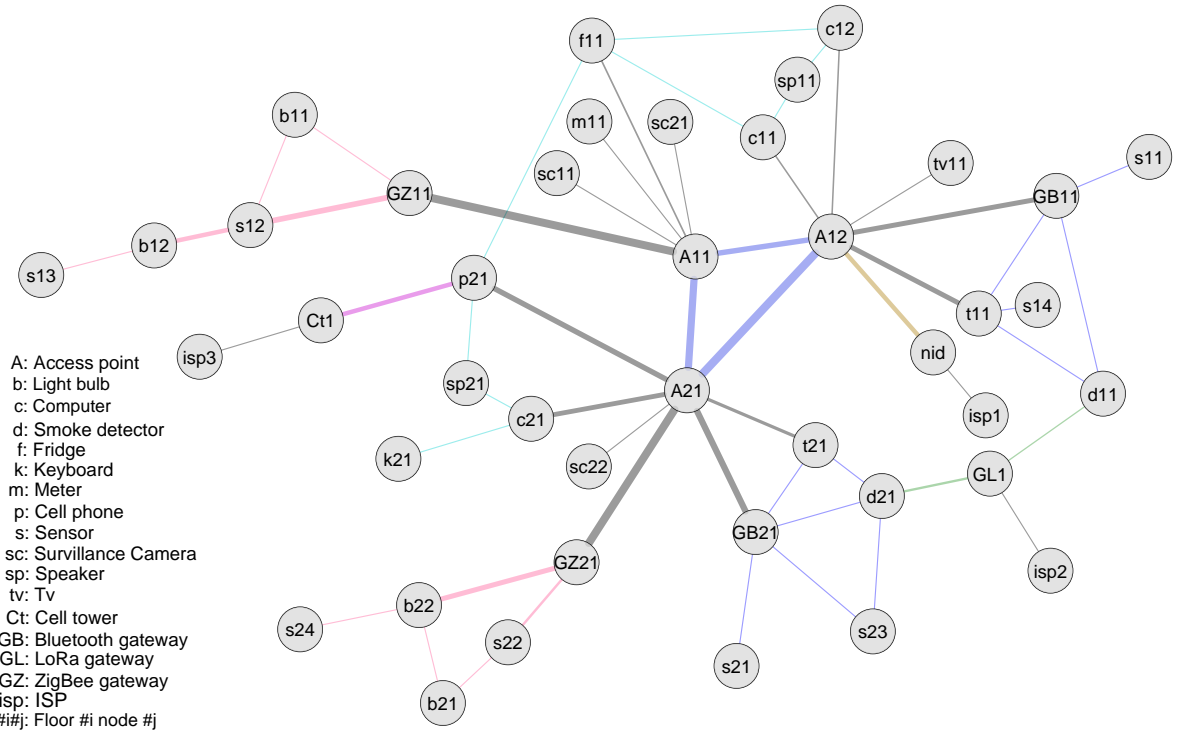 f11
c12
sp11
b11
m11
sc21
c11
s11
tv11
sc11
GZ11
GB11
s12
A12
b12
A11
s13
p21
s14
t11
Ct1
nid
isp3
A21
sp21
d11
isp1
c21
t21
k21
sc22
GL1
d21
GB21
GZ21
isp2
b22
s24
s23
s22
s21
b21
A: Access point
b: Light bulb
c: Computer
d: Smoke detector
f: Fridge
k: Keyboard
m: Meter
p: Cell phone
s: Sensor
sc: Survillance Camera
sp: Speaker
tv: Tv
Ct: Cell tower
GB: Bluetooth gateway
GL: LoRa gateway
GZ: ZigBee gateway
isp: ISP
#i#j: Floor #i node #j